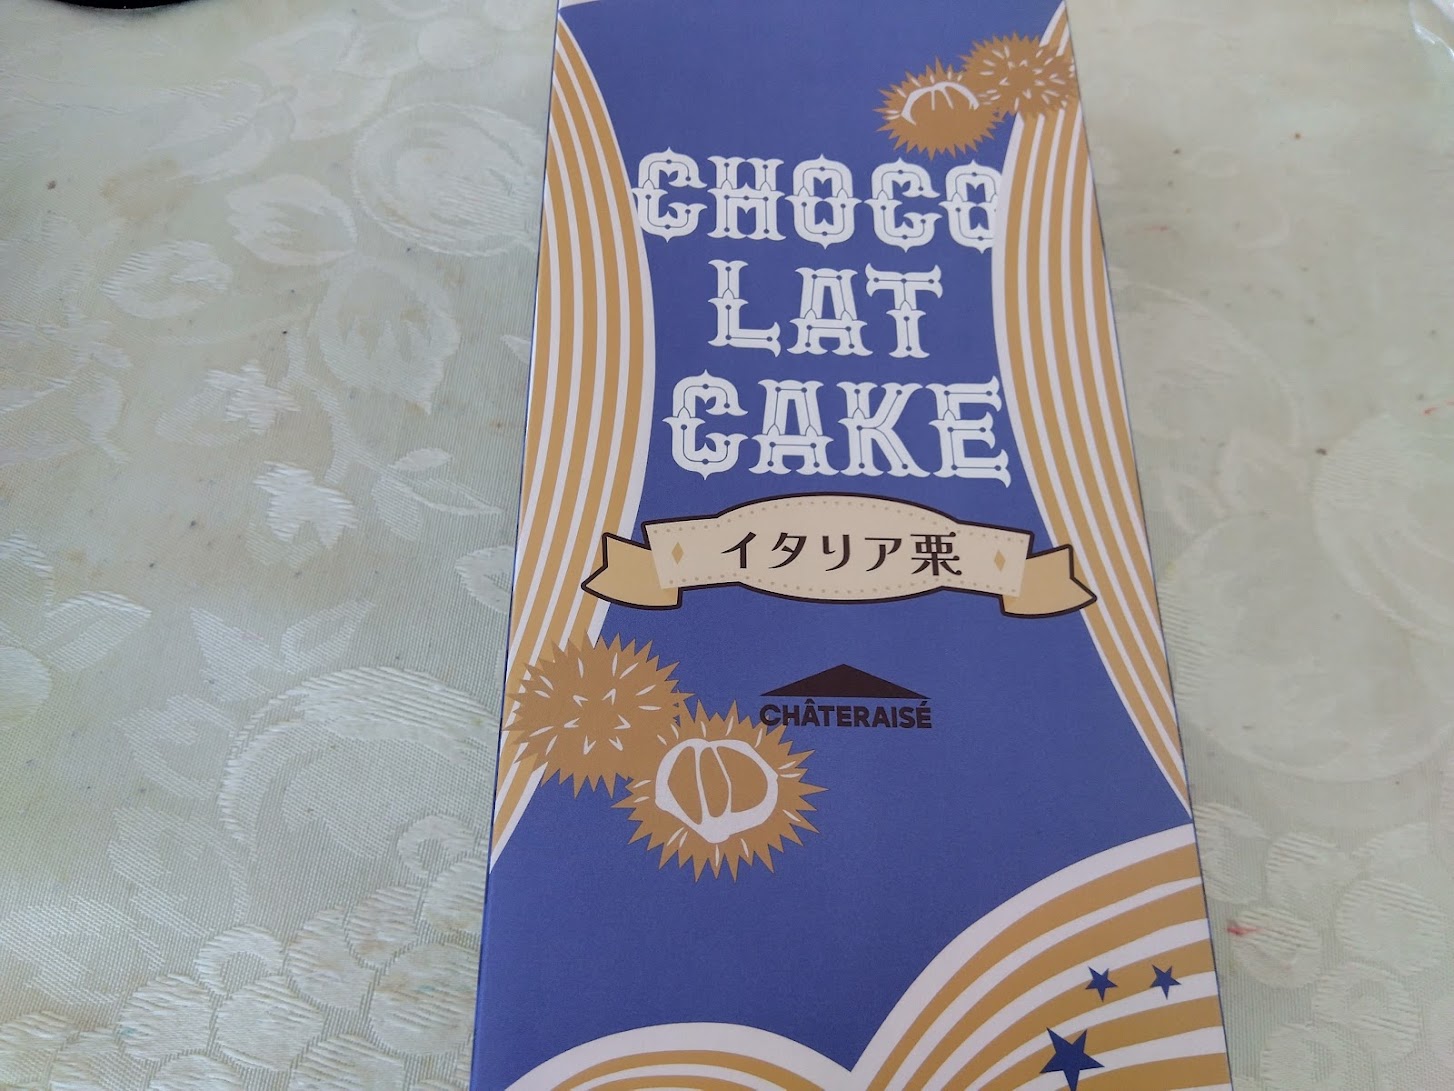 CHOCO
LAT
CAKE
イタリア栗
CHÂTERAISÉ